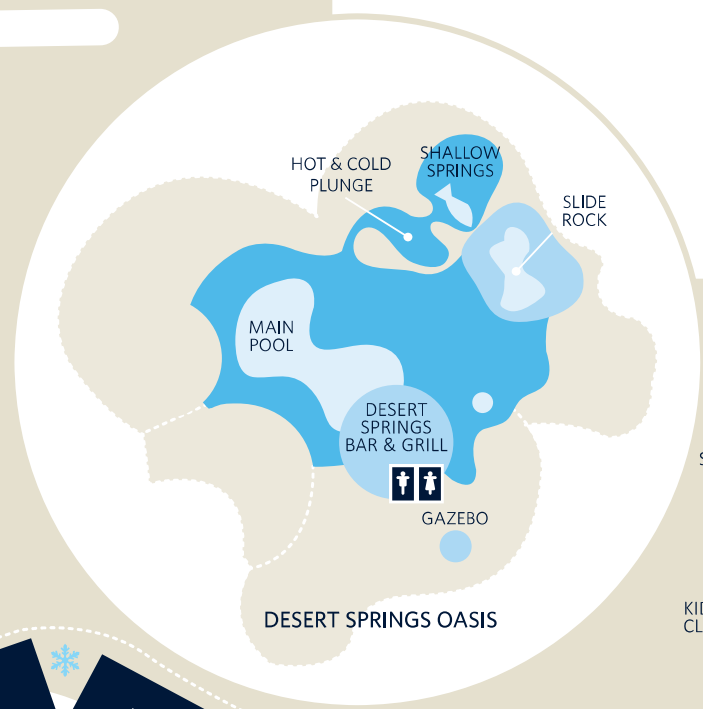 SHALLOW
SPRINGS
HOT & COLD
PLUNGE
SLIDE
ROCK
MAIN
POOL
DESERT
SPRINGS
BAR & GRILL
GAZEBO
DESERT SPRINGS OASIS